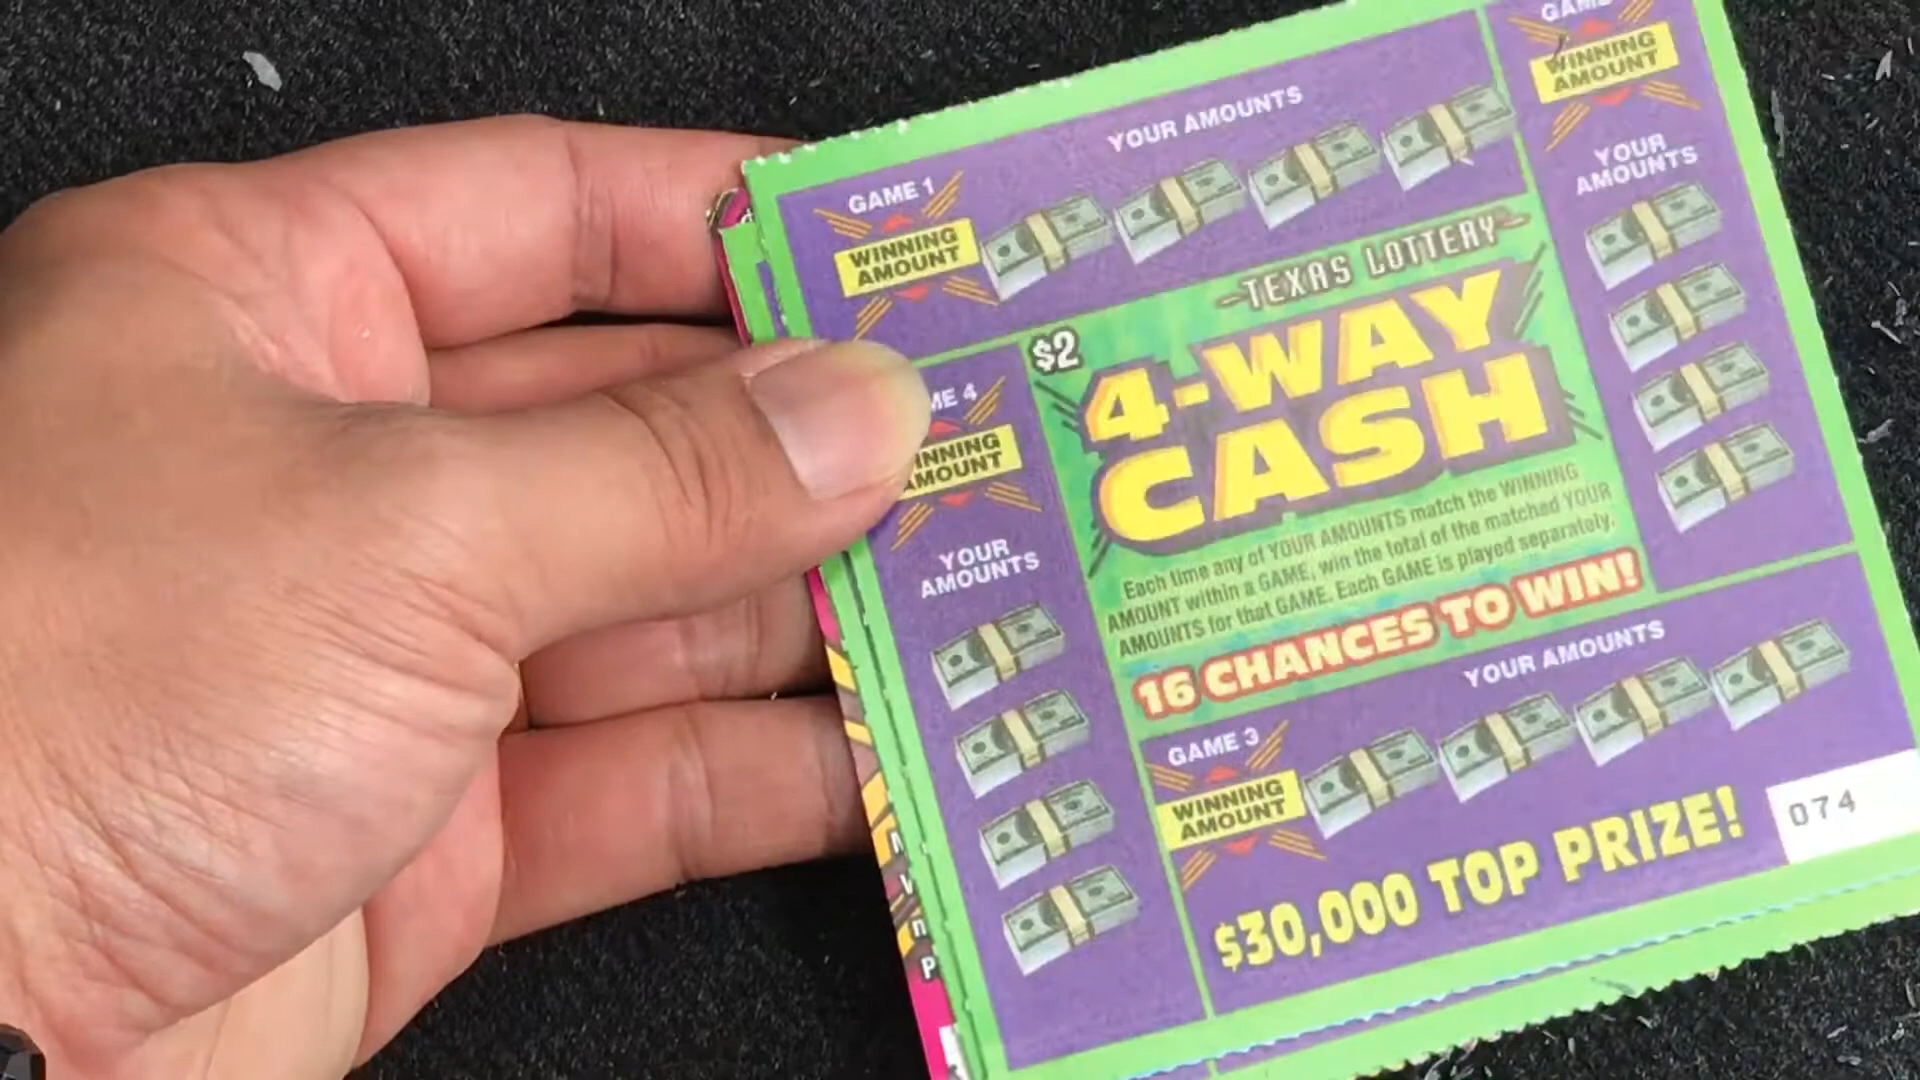 GAME 1
WINNING
AMOUNT
YOUR AMOUNTS
WINNING
AMOUNT
YOUR
AMOUNTS
TEXAS LOTTERY
$2
4-WAY
CASH
Each time any of YOUR AMOUNTS match the WINNING
AMOUNT within a GAME, win the total of the matched YOUR
AMOUNTS for that GAME. Each GAME is played separately.
16 CHANCES TO WIN!
4
AMOUNT
YOUR
AMOUNTS
GAME 3
WINNING
AMOUNT
YOUR AMOUNTS
$30,000 TOP PRIZE!
074